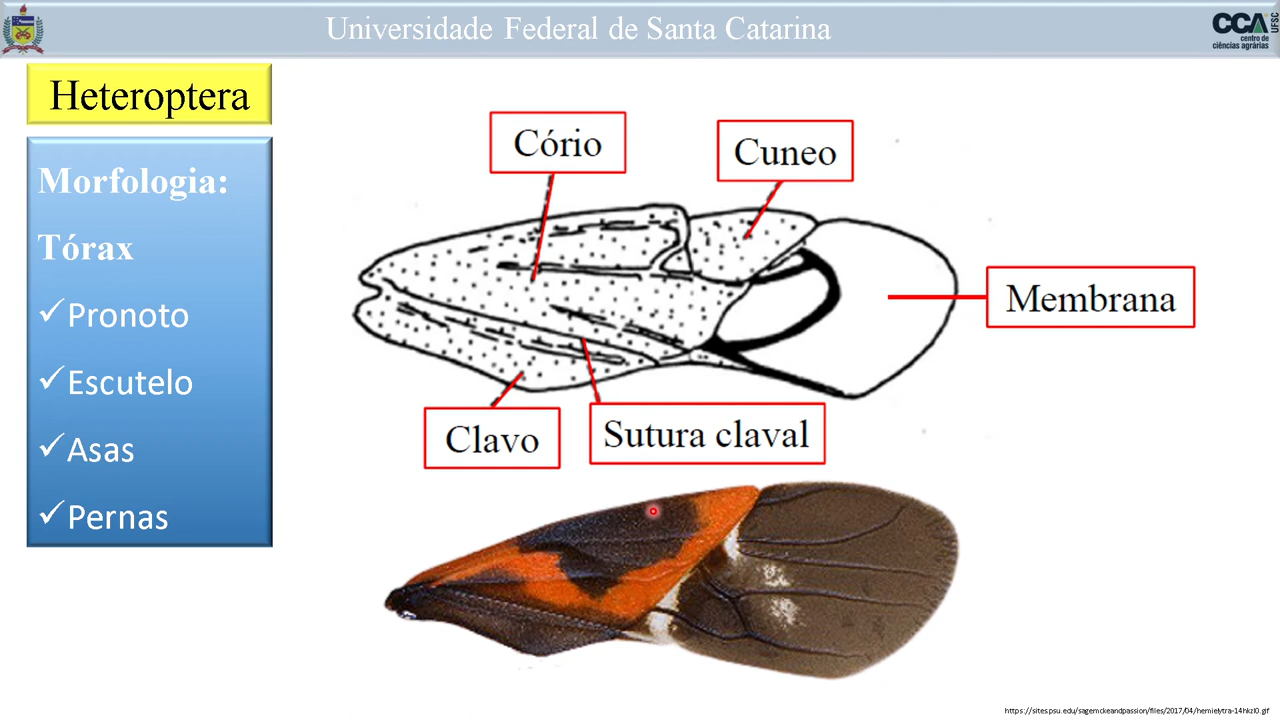 Universidade Federal de Santa Catarina
CCA
UFSC
centro de
ciências agrárias
Heteroptera
Morfologia:
Tórax
✓Pronoto
✓Escutelo
✓Asas
✓Pernas
Cório
Cuneo
Membrana
Clavo
Sutura claval
https://sites.psu.edu/sagemckeandpassion/files/2017/04/hemielytra-14hkzl0.gif